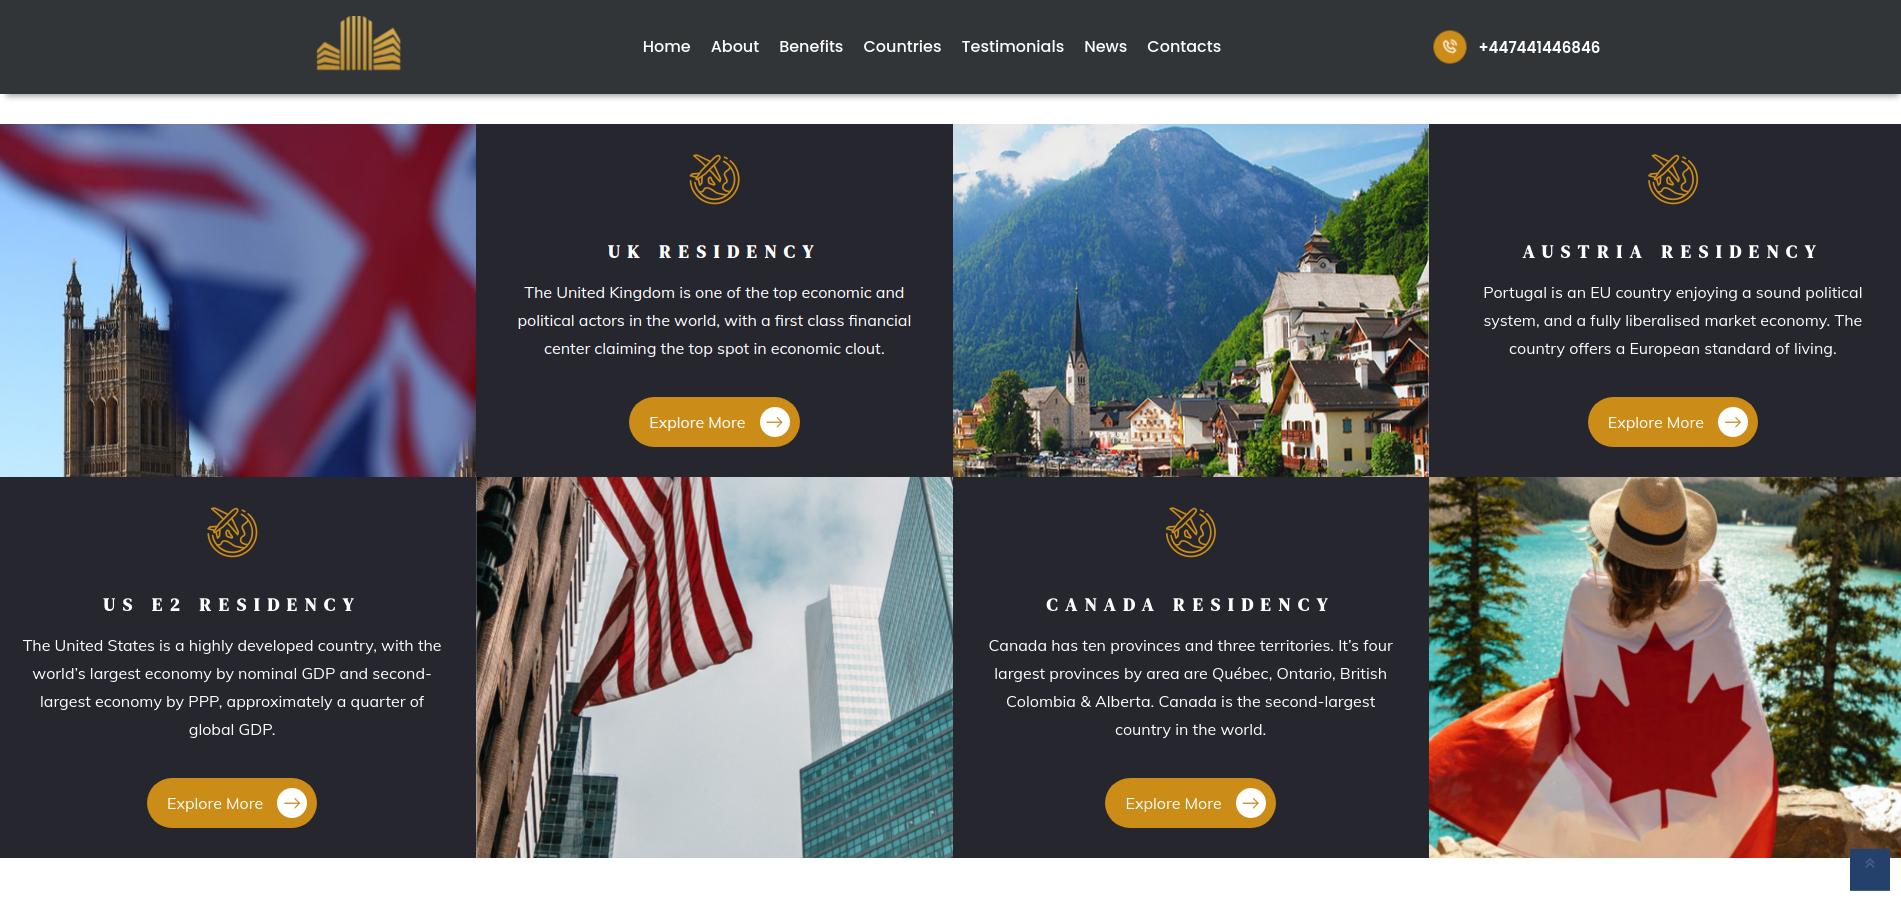 Home About Benefits Countries Testimonials News Contacts
+447441446846
UK RESIDENCY
The United Kingdom is one of the top economic and
political actors in the world, with a first class financial
center claiming the top spot in economic clout.
Explore More
AUSTRIA RESIDENCY
Portugal is an EU country enjoying a sound political
system, and a fully liberalised market economy. The
country offers a European standard of living.
Explore More
US E2 RESIDENCY
The United States is a highly developed country, with the
world’s largest economy by nominal GDP and second-
largest economy by PPP, approximately a quarter of
global GDP.
Explore More
CANADA RESIDENCY
Canada has ten provinces and three territories. It’s four
largest provinces by area are Québec, Ontario, British
Colombia & Alberta. Canada is the second-largest
country in the world.
Explore More